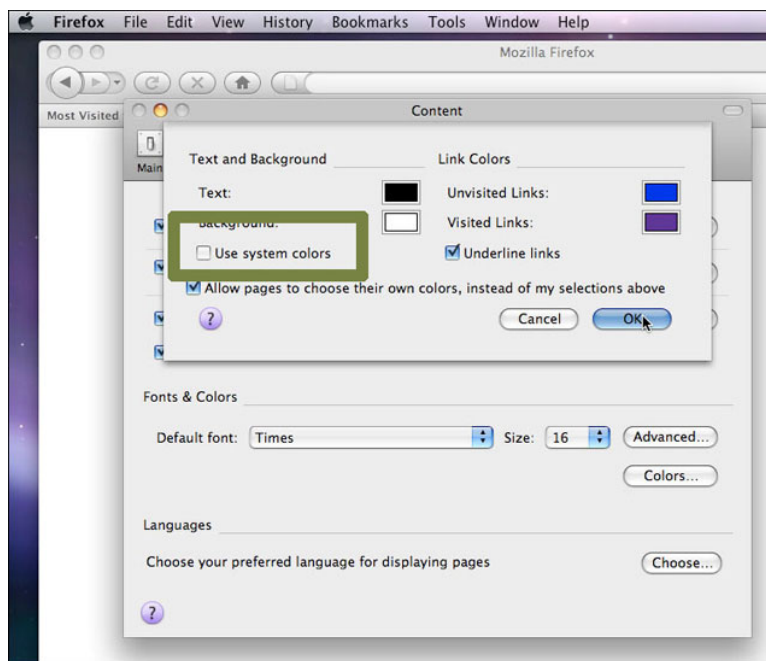 Firefox File Edit View History Bookmarks Tools Window Help
Mozilla Firefox
Most Visited
Content
Main
Text and Background
Link Colors
Text:
Unvisited Links:
Background:
Visited Links:
Use system colors
Underline links
Allow pages to choose their own colors, instead of my selections above
?
Cancel
OK
Fonts & Colors
Default font: Times Size: 16 Advanced...
Colors...
Languages
Choose your preferred language for displaying pages Choose...
?